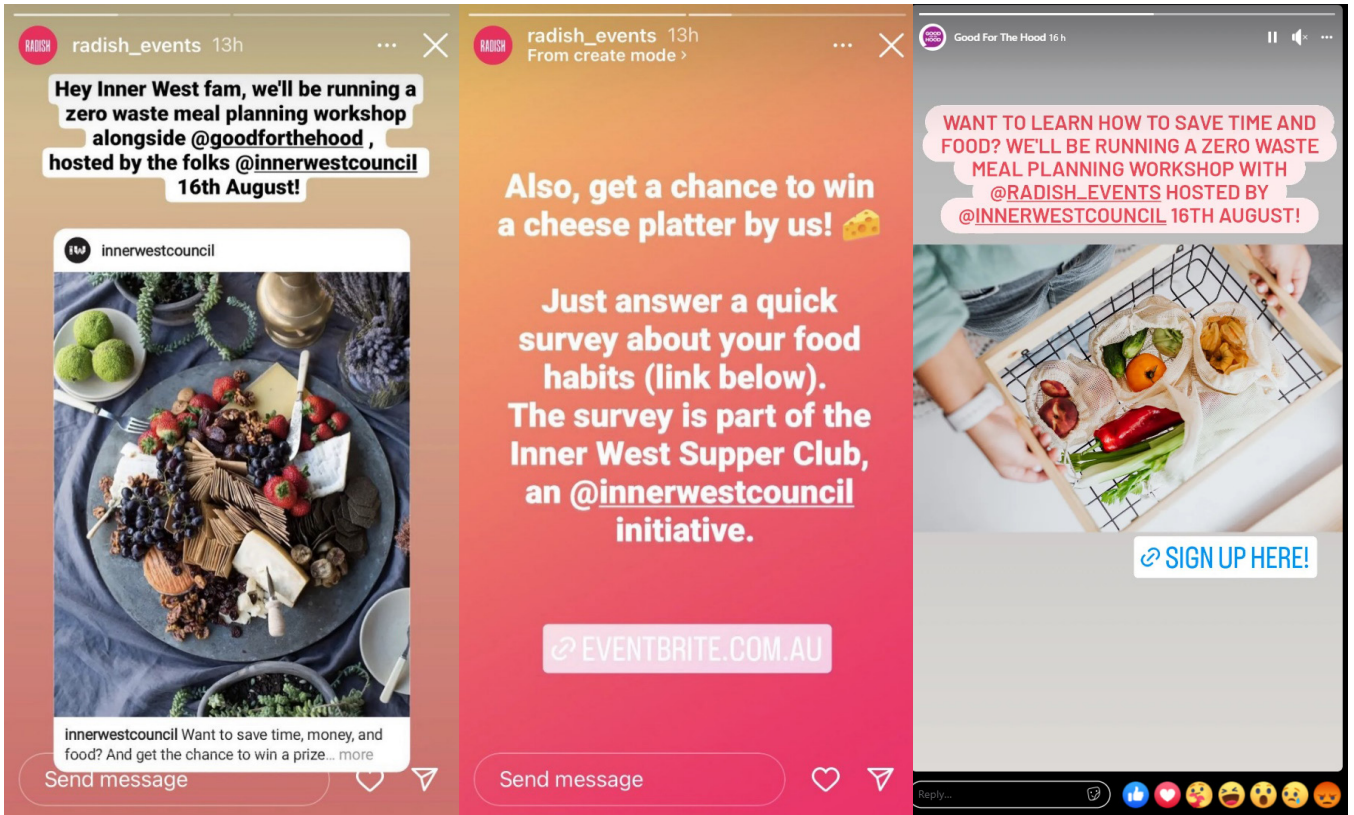 RADISH
radish_events 13h
Hey Inner West fam, we'll be running a
zero waste meal planning workshop
alongside @goodforthehood ,
hosted by the folks @innerwestcouncil
16th August!
iw
innerwestcouncil
innerwestcouncil Want to save time, money, and
food? And get the chance to win a prize... more
Send message
RADISH
radish_events 13h
From create mode >
Also, get a chance to win
a cheese platter by us! 🧀
Just answer a quick
survey about your food
habits (link below).
The survey is part of the
Inner West Supper Club,
an @innerwestcouncil
initiative.
EVENTBRITE.COM.AU
Send message
GOOD
HOOD
Good For The Hood 16 h
WANT TO LEARN HOW TO SAVE TIME AND
FOOD? WE'LL BE RUNNING A ZERO WASTE
MEAL PLANNING WORKSHOP WITH
@RADISH_EVENTS HOSTED BY
@INNERWESTCOUNCIL 16TH AUGUST!
SIGN UP HERE!
Reply...